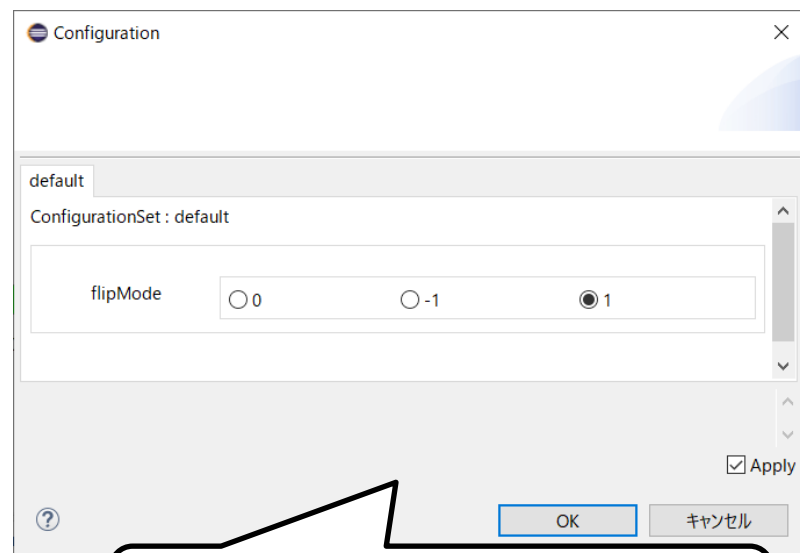 Configuration
default
ConfigurationSet : default
flipMode 0 -1 1
Apply
OK キャンセル